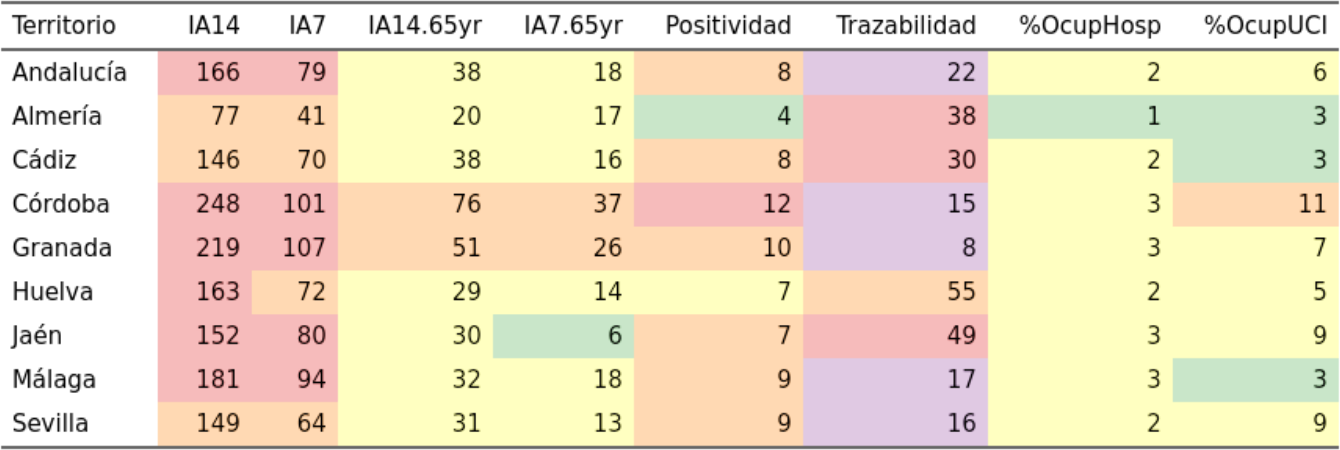 Territorio IA14 IA7 IA14.65yr IA7.65yr Positividad Trazabilidad %OcupHosp %OcupUCI
Andalucía 166 79 38 18 8 22 2 6
Almería 77 41 20 17 4 38 1 3
Cádiz 146 70 38 16 8 30 2 3
Córdoba 248 101 76 37 12 15 3 11
Granada 219 107 51 26 10 8 3 7
Huelva 163 72 29 14 7 55 2 5
Jaén 152 80 30 6 7 49 3 9
Málaga 181 94 32 18 9 17 3 3
Sevilla 149 64 31 13 9 16 2 9